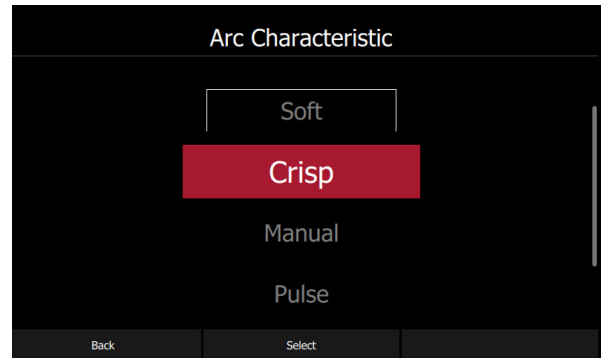 Arc Characteristic
Soft
Crisp
Manual
Pulse
Back Select